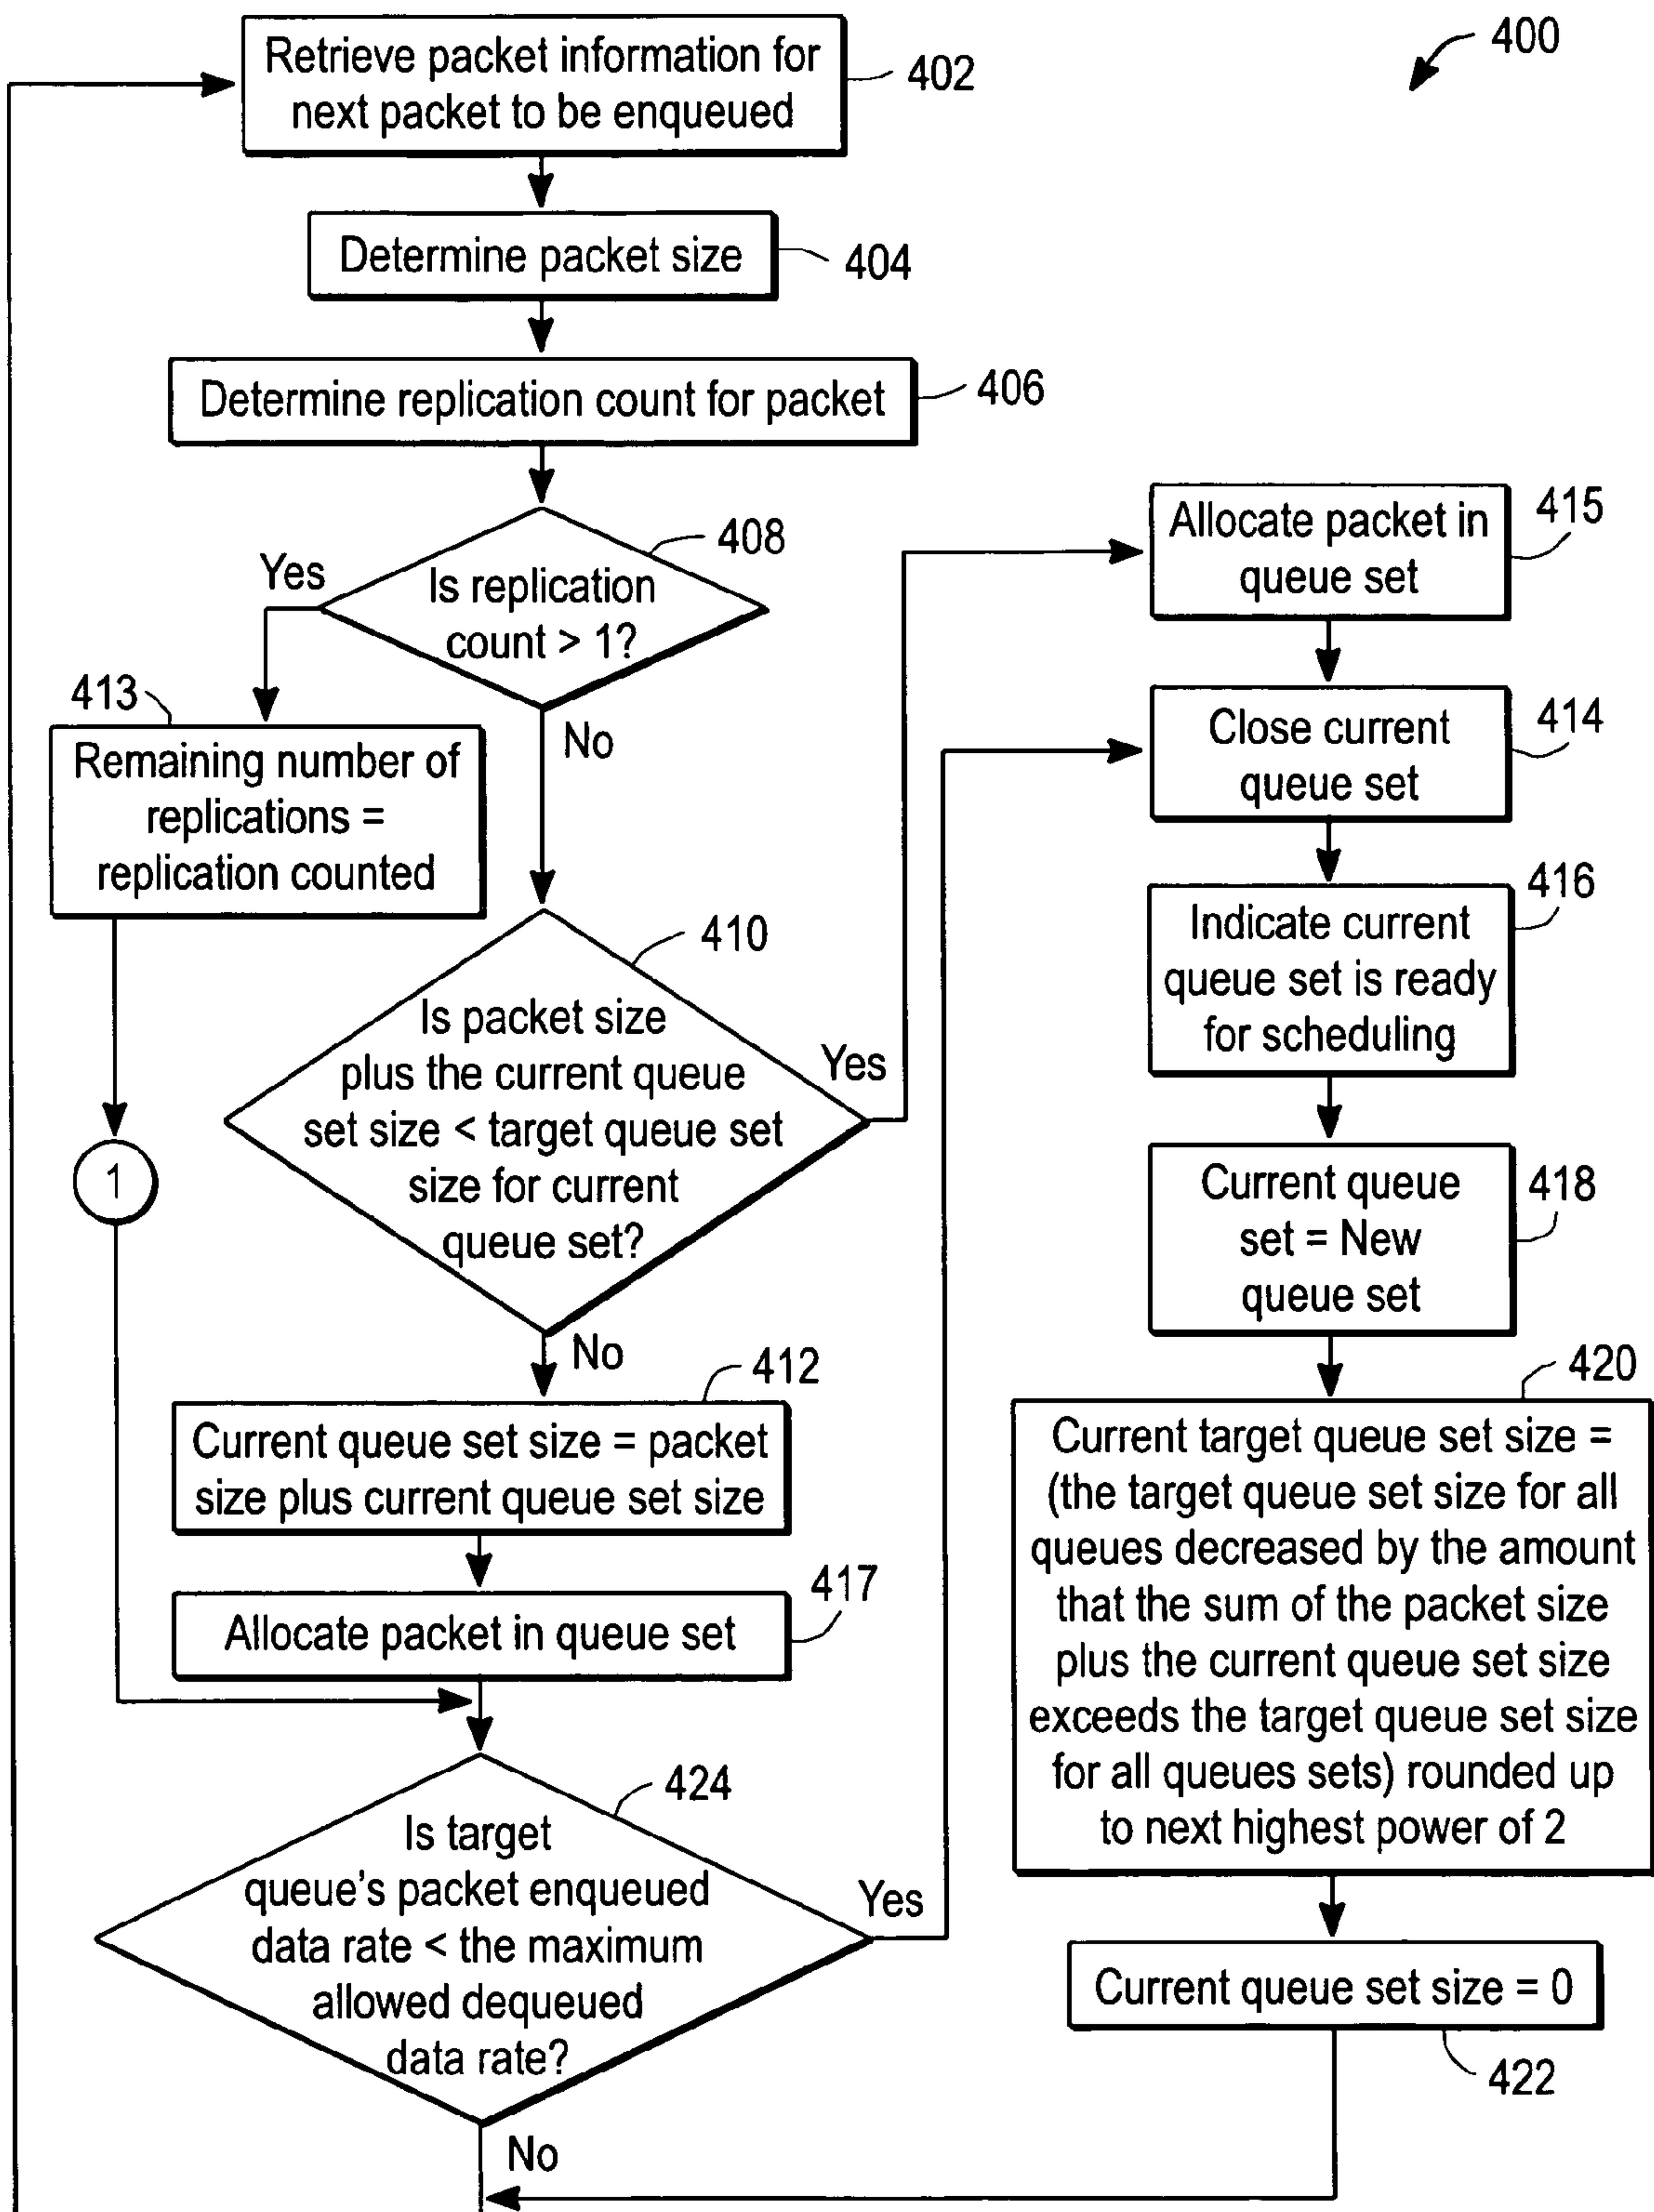 400
Retrieve packet information for
next packet to be enqueued
402
Determine packet size
404
Determine replication count for packet
406
408
Is replication
count > 1?
Yes
No
413
Remaining number of
replications =
replication counted
1
410
Is packet size
plus the current queue
set size < target queue set
size for current
queue set?
Yes
No
412
Current queue set size = packet
size plus current queue set size
417
Allocate packet in queue set
424
Is target
queue's packet enqueued
data rate < the maximum
allowed dequeued
data rate?
Yes
No
Allocate packet in
queue set
415
Close current
queue set
414
416
Indicate current
queue set is ready
for scheduling
Current queue
set = New
queue set
418
420
Current target queue set size =
(the target queue set size for all
queues decreased by the amount
that the sum of the packet size
plus the current queue set size
exceeds the target queue set size
for all queues sets) rounded up
to next highest power of 2
Current queue set size = 0
422